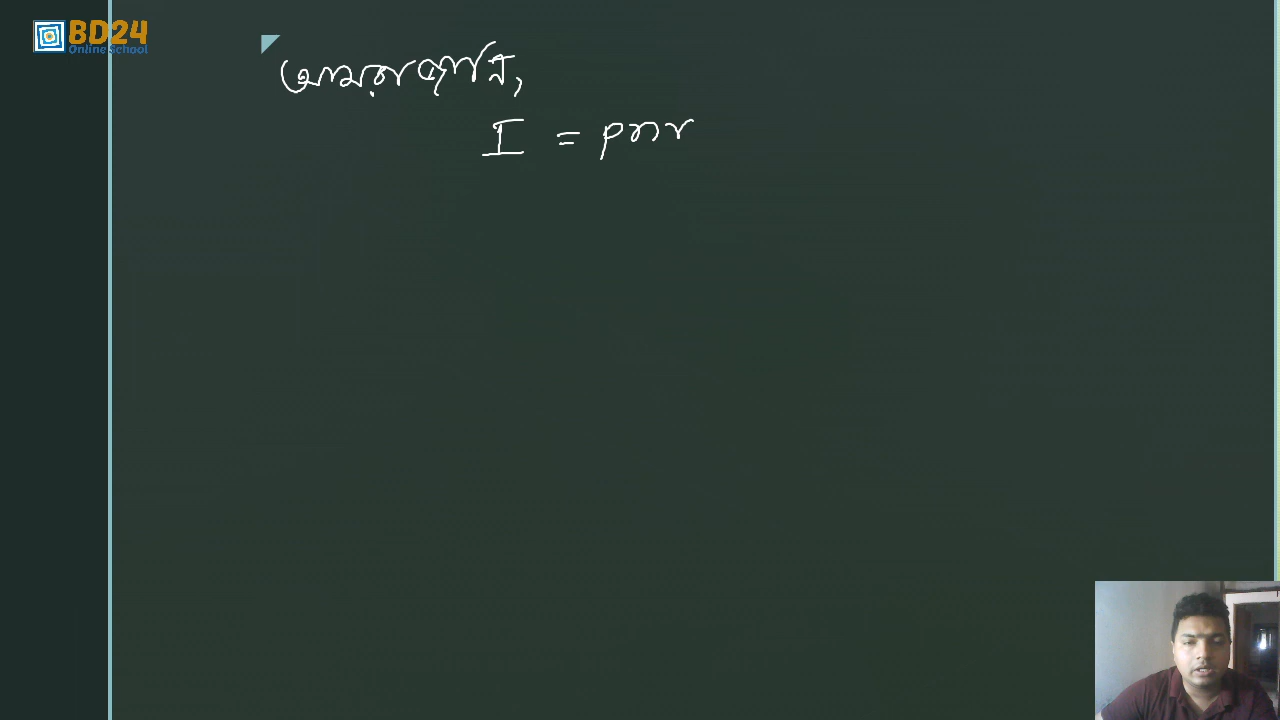 BD24
Online School
আমরা জানি,
I = pnr